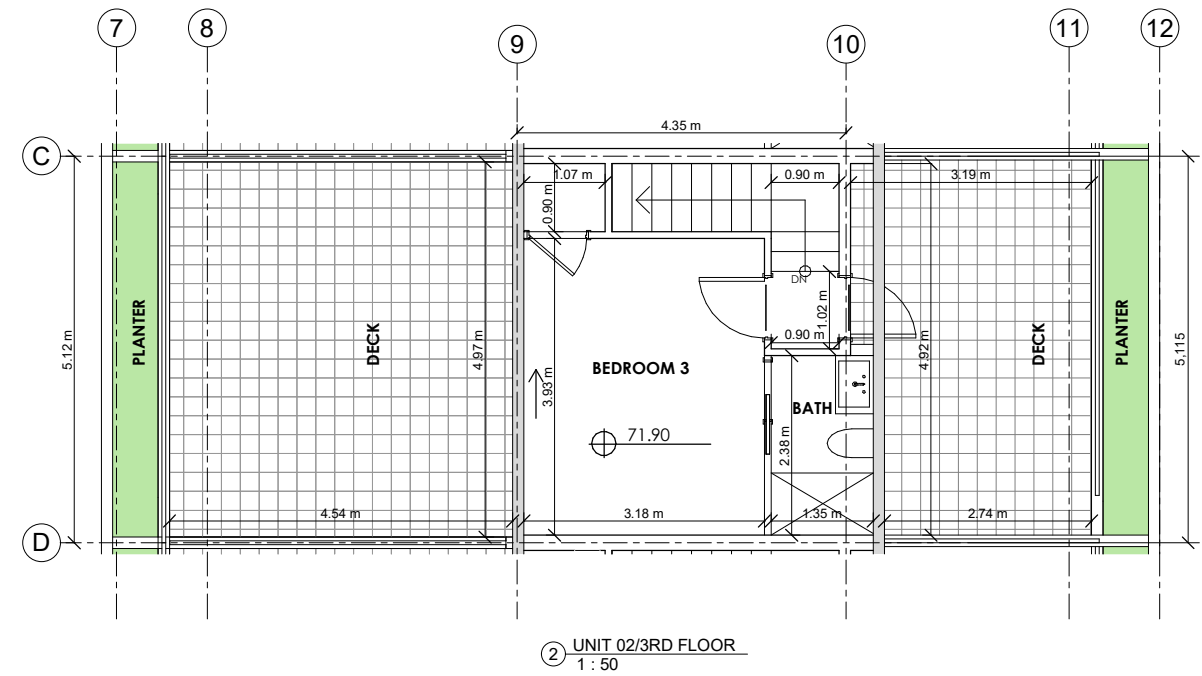 7
8
9
10
11
12
4.35 m
C
1.07 m
0.90 m
3.19 m
0.90 m
DN
1.02 m
0.90 m
PLANTER
DECK
DECK
PLANTER
5.12 m
4.97 m
3.93 m
4.92 m
5,115
BEDROOM 3
BATH
71.90
2.38 m
4.54 m
3.18 m
1.35 m
2.74 m
D
2 UNIT 02/3RD FLOOR
1 : 50